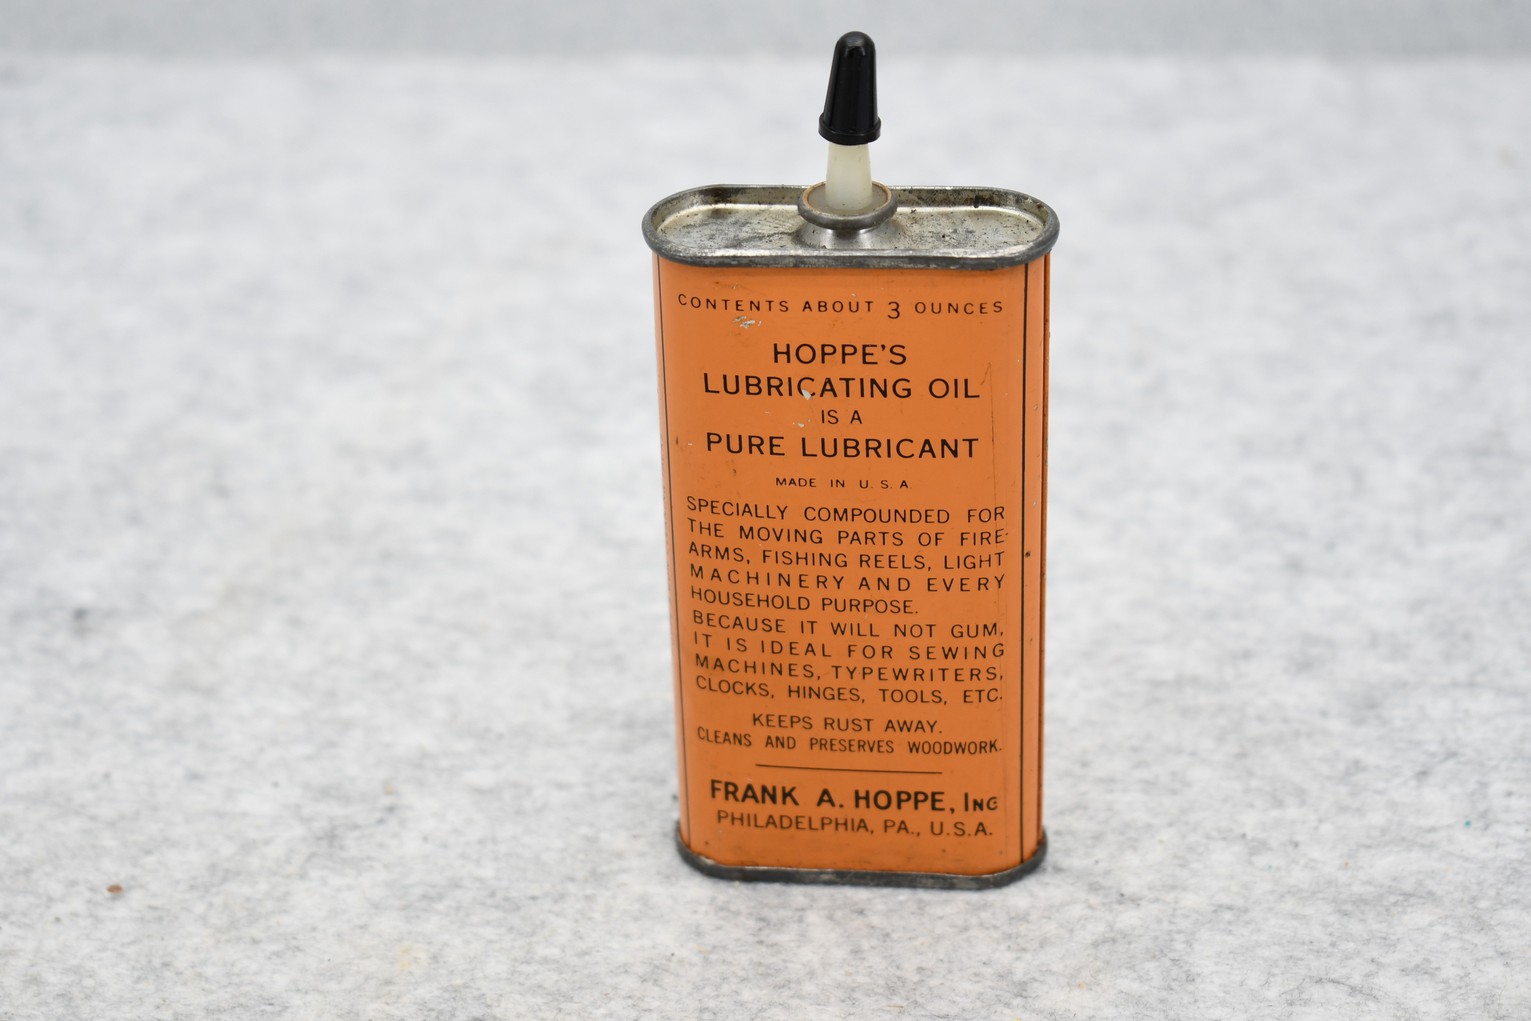 CONTENTS ABOUT 3 OUNCES
HOPPE'S
LUBRICATING OIL
IS A
PURE LUBRICANT
MADE IN U.S.A.
SPECIALLY COMPOUNDED FOR
THE MOVING PARTS OF FIRE-
ARMS, FISHING REELS, LIGHT
MACHINERY AND EVERY
HOUSEHOLD PURPOSE.
BECAUSE IT WILL NOT GUM,
IT IS IDEAL FOR SEWING
MACHINES, TYPEWRITERS,
CLOCKS, HINGES, TOOLS, ETC.
KEEPS RUST AWAY.
CLEANS AND PRESERVES WOODWORK.
FRANK A. HOPPE, INC
PHILADELPHIA, PA., U.S.A.